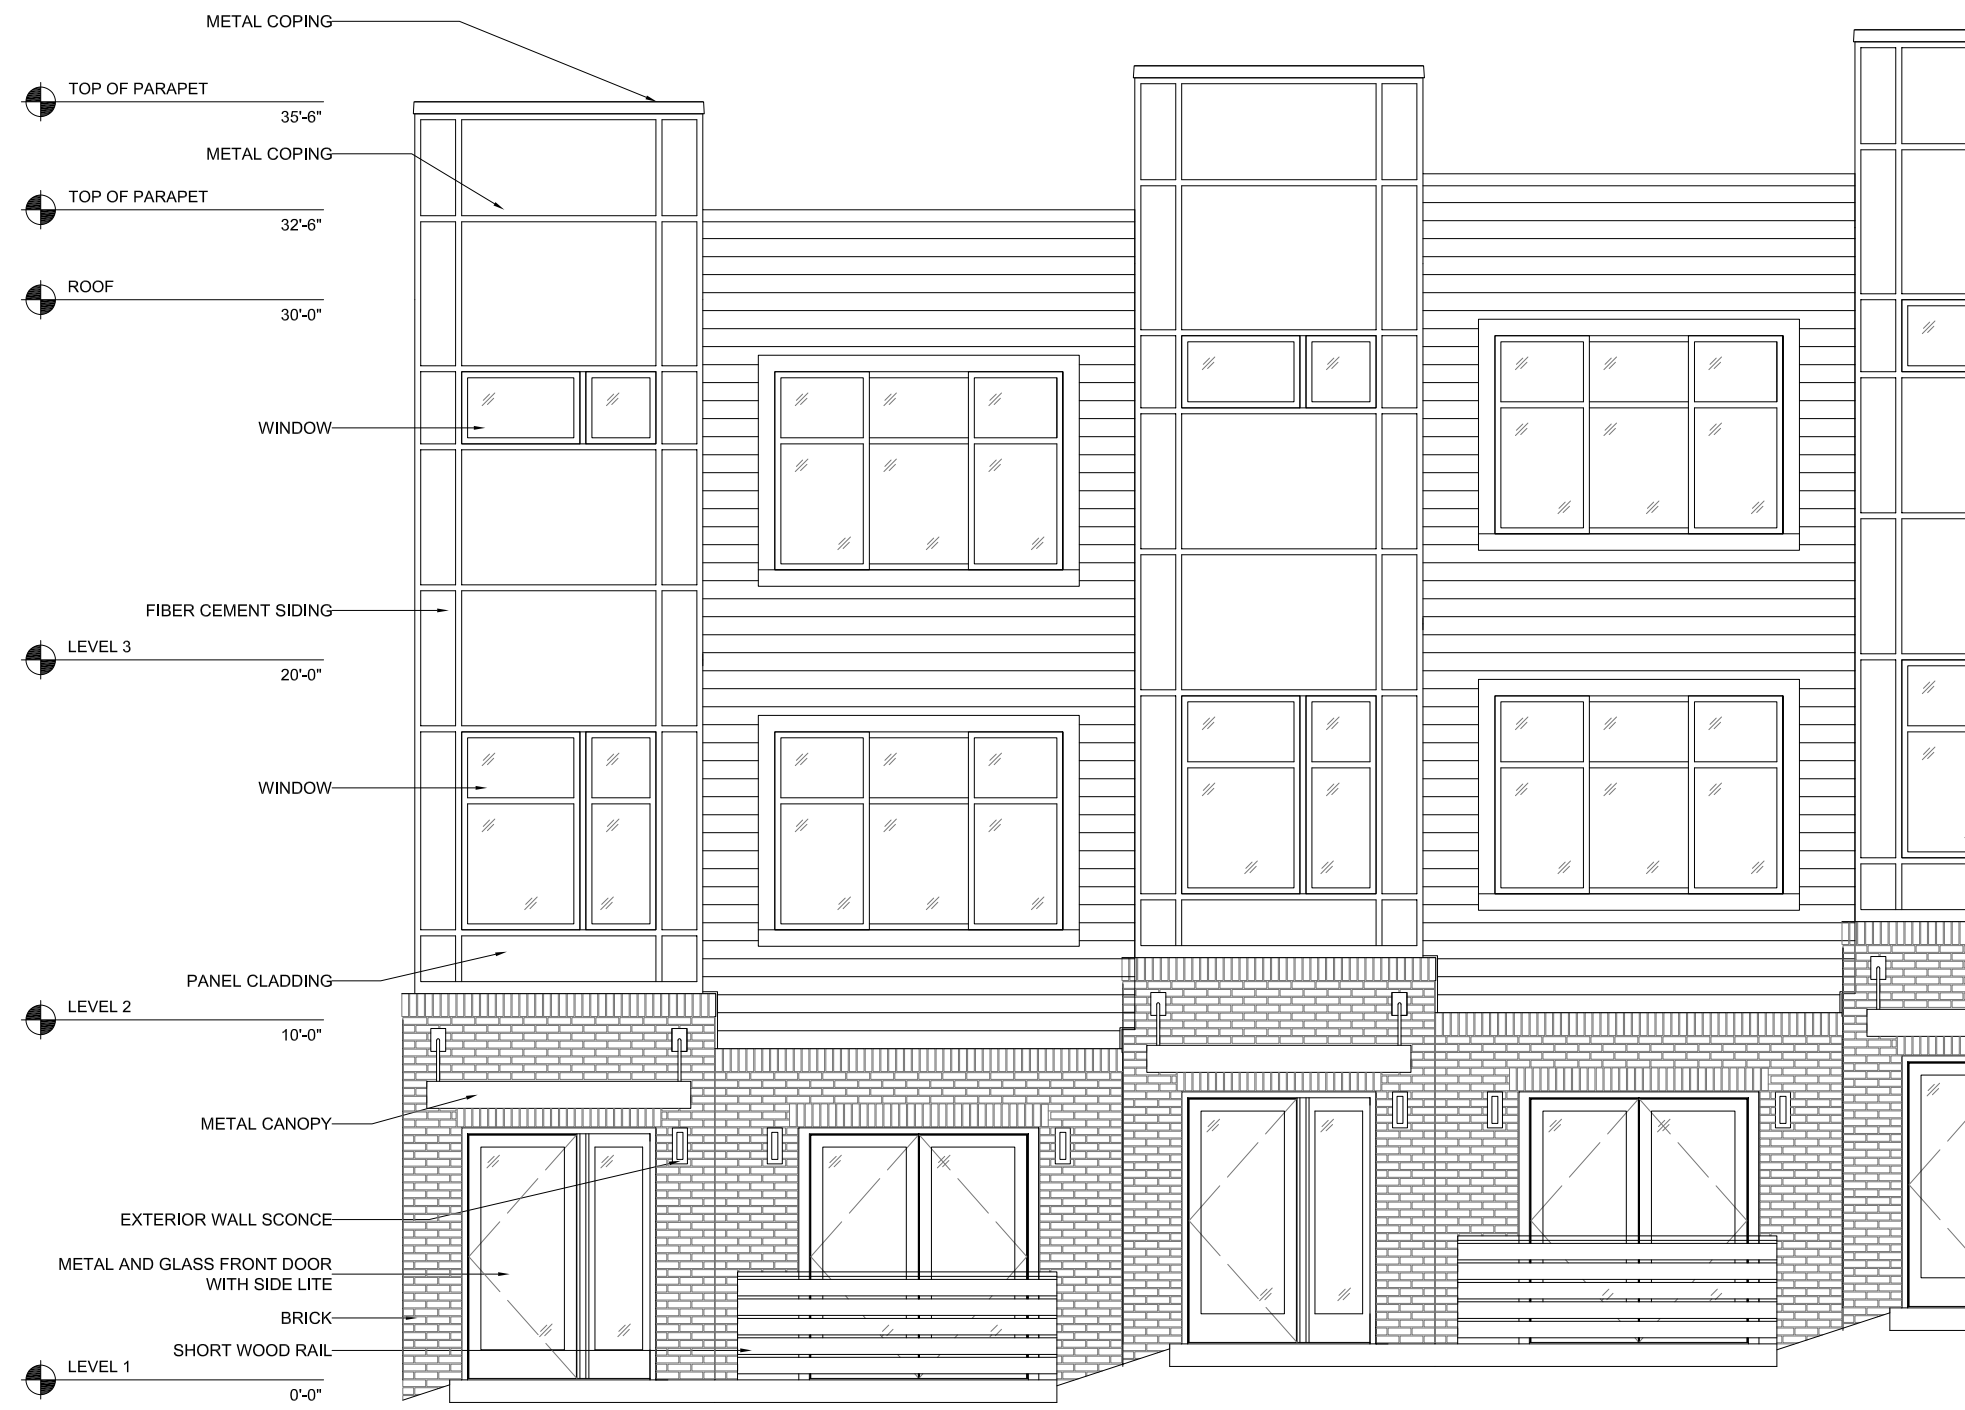 METAL COPING
TOP OF PARAPET
35'-6"
METAL COPING
TOP OF PARAPET
32'-6"
ROOF
30'-0"
WINDOW
FIBER CEMENT SIDING
LEVEL 3
20'-0"
WINDOW
PANEL CLADDING
LEVEL 2
10'-0"
METAL CANOPY
EXTERIOR WALL SCONCE
METAL AND GLASS FRONT DOOR
WITH SIDE LITE
BRICK
SHORT WOOD RAIL
LEVEL 1
0'-0"